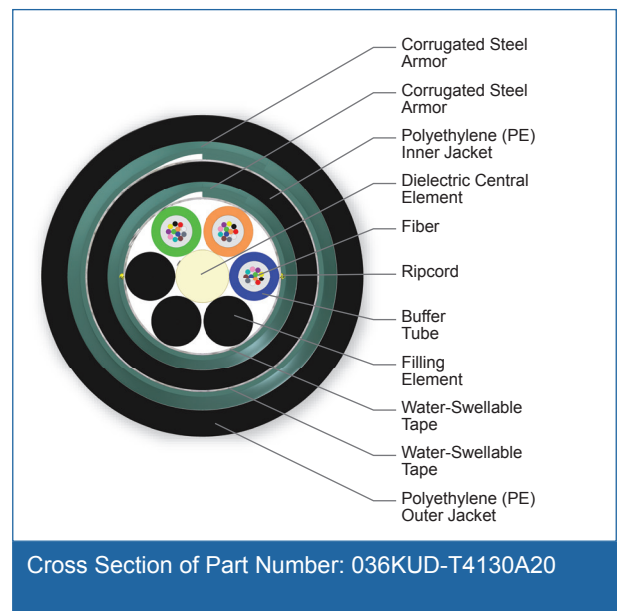 Corrugated Steel
Armor
Corrugated Steel
Armor
Polyethylene (PE)
Inner Jacket
Dielectric Central
Element
Fiber
Ripcord
Buffer
Tube
Filling
Element
Water-Swellable
Tape
Water-Swellable
Tape
Polyethylene (PE)
Outer Jacket
Cross Section of Part Number: 036KUD-T4130A20